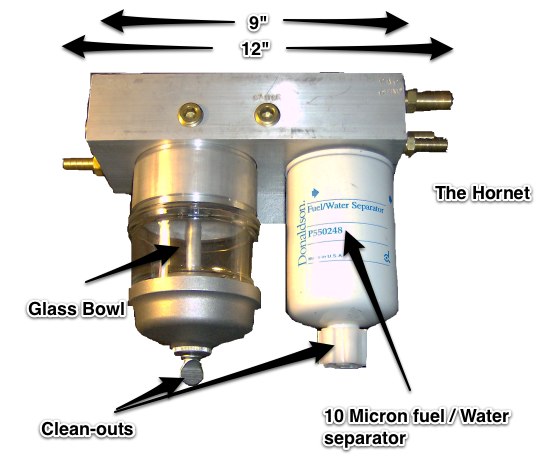 9"
12"
The Hornet
Donaldson.
Fuel/Water Separator
P550248
Glass Bowl
Clean-outs
10 Micron fuel / Water
separator